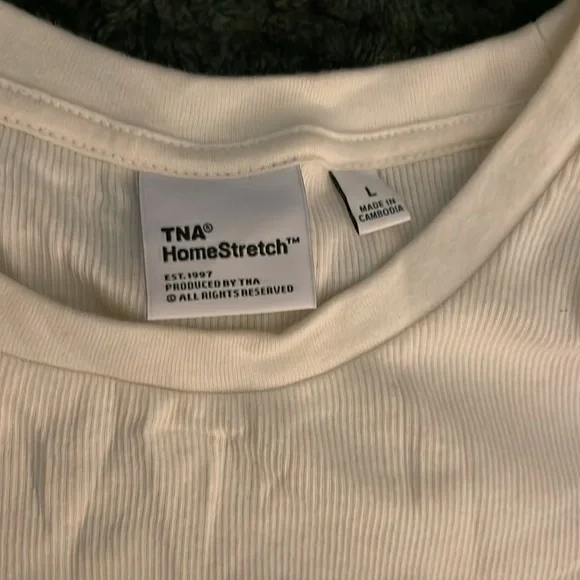 TNA®
HomeStretch™
EST.1997
PRODUCED BY TNA
© ALL RIGHTS RESERVED
L
MADE IN
CAMBODIA